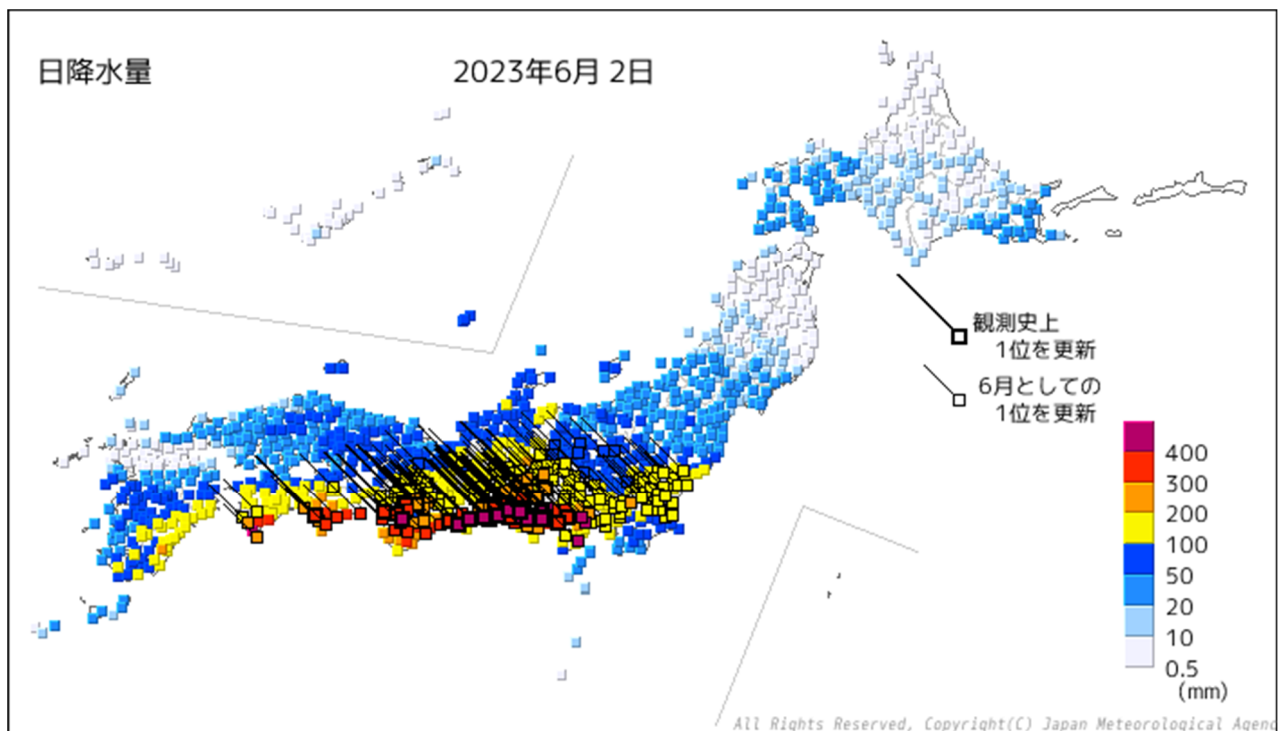 日降水量
2023年6月 2日
観測史上
1位を更新
6月としての
1位を更新
400
300
200
100
50
20
10
0.5
(mm)
All Rights Reserved, Copyright(C) Japan Meteorological Agenc